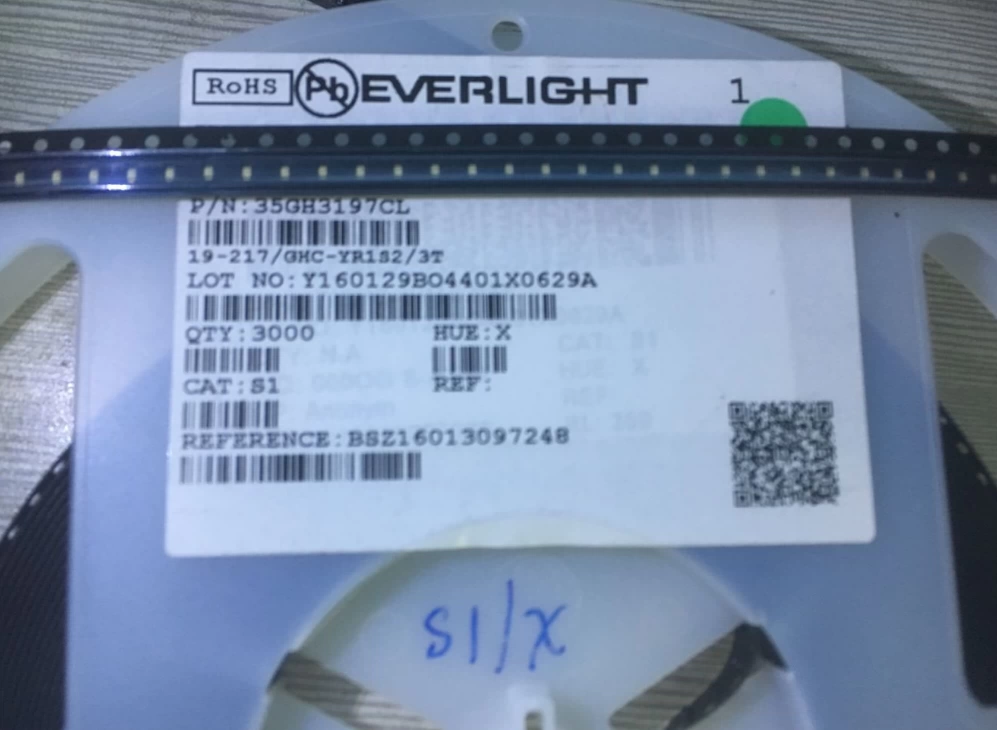 RoHS Pb EVERLIGHT 1
P/N:35GH3197CL
19-217/GHC-YR1S2/3T
LOT NO:Y160129BO4401X0629A
QTY:3000 HUE:X
CAT:S1 REF:
REFERENCE:BSZ16013097248
S1/X